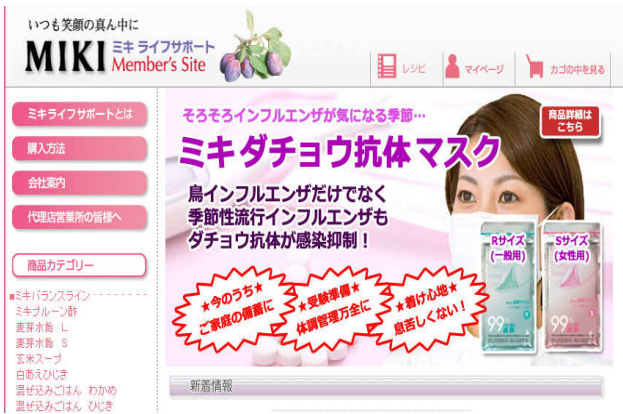 いつも笑顔の真ん中に
MIKI ミキ ライフサポート
Member's Site
レシピ
マイページ
カゴの中を見る
ミキライフサポートとは
購入方法
会社案内
代理店営業所の皆様へ
商品カテゴリー
■ミキバランスライン
ミキプルーン酢
麦芽水飴 L
麦芽水飴 S
玄米スープ
白あえひじき
混ぜ込みごはん わかめ
混ぜ込みごはん ひじき
そろそろインフルエンザが気になる季節…
商品詳細は
こちら
ミキダチョウ抗体マスク
鳥インフルエンザだけでなく
季節性流行インフルエンザも
ダチョウ抗体が感染抑制！
Rサイズ
(一般用)
Sサイズ
(女性用)
★今のうち★
ご家庭の備蓄に
★受験準備★
体調管理万全に
★着け心地★
息苦しくない！
99
99
新着情報